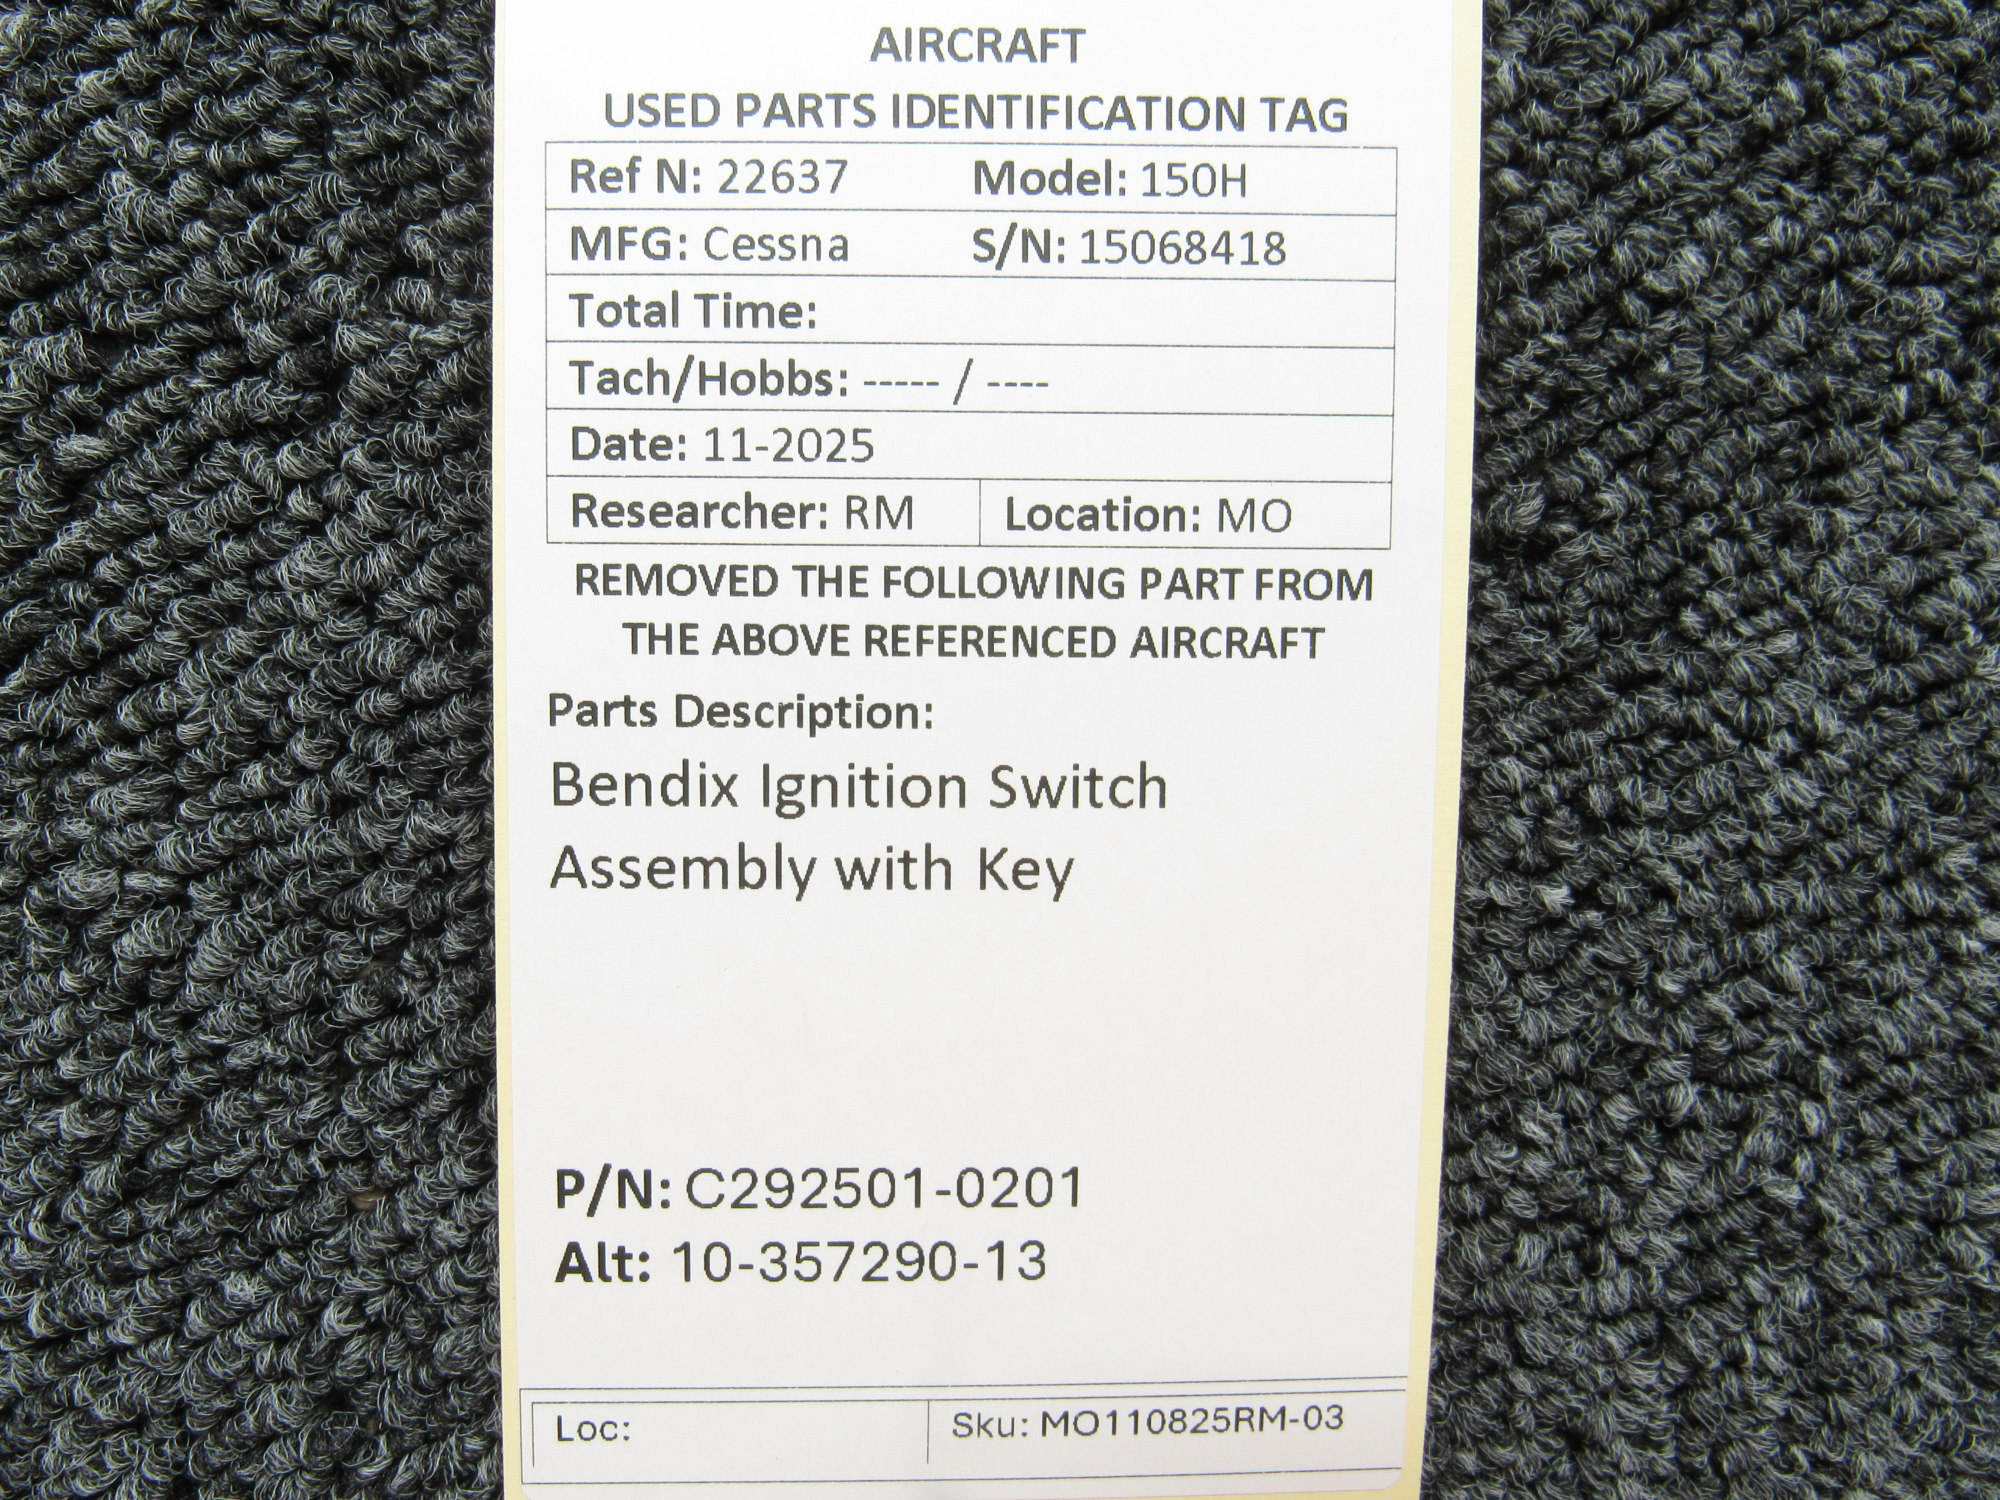 AIRCRAFT
USED PARTS IDENTIFICATION TAG
Ref N: 22637 Model: 150H
MFG: Cessna S/N: 15068418
Total Time:
Tach/Hobbs: ----- / ----
Date: 11-2025
Researcher: RM Location: MO
REMOVED THE FOLLOWING PART FROM
THE ABOVE REFERENCED AIRCRAFT
Parts Description:
Bendix Ignition Switch
Assembly with Key
P/N: C292501-0201
Alt: 10-357290-13
Loc: Sku: MO110825RM-03